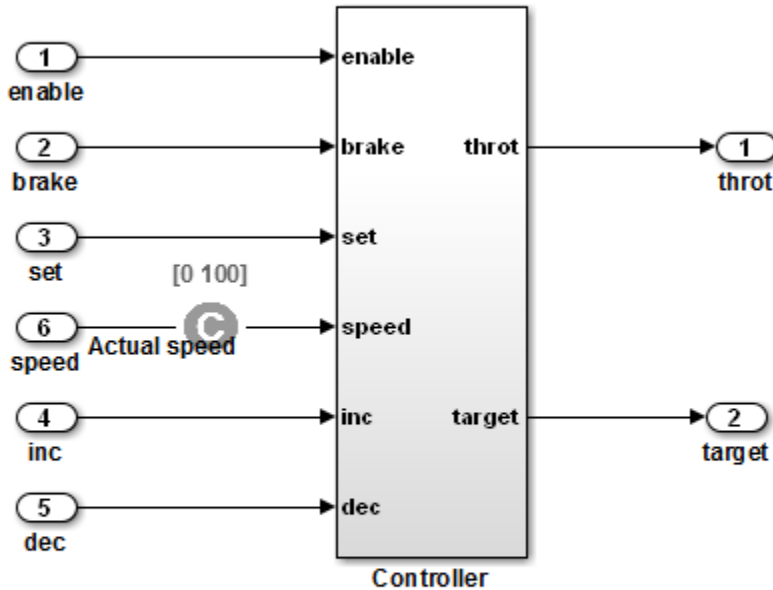 1
enable
enable
2
brake
brake
throt
1
throt
3
set
set
[0 100]
6
speed
Actual speed
C
speed
4
inc
inc
target
2
target
5
dec
dec
Controller